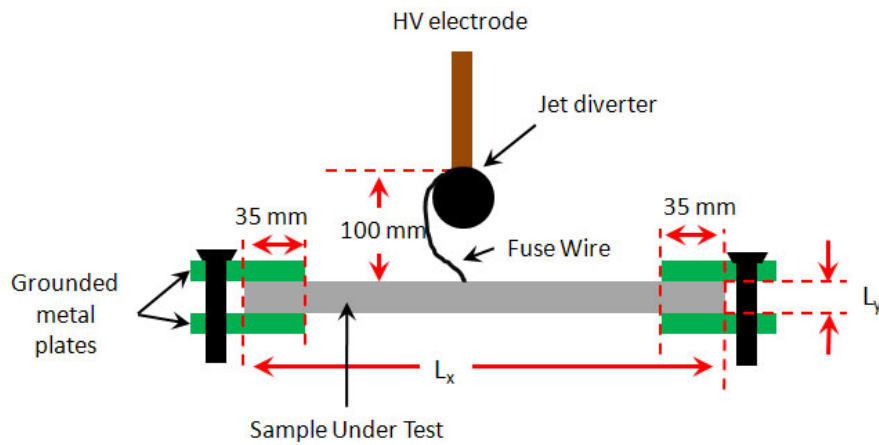 HV electrode
Jet diverter
35 mm
35 mm
100 mm
Fuse Wire
Grounded
metal
plates
Ly
Lx
Sample Under Test